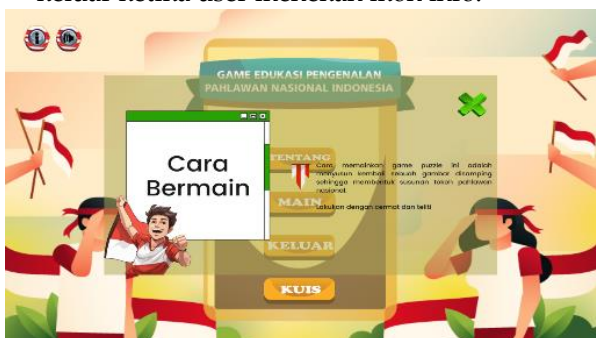 keluar ketika user menekan ikon info.
GAME EDUKASI PENGENALAN
PAHLAWAN NASIONAL INDONESIA
Cara
Bermain
TENTANG
Cara memainkan game puzzle ini adalah
menyusun kembali sebuah gambar disamping
sehingga membentuk susunan tokoh pahlawan
nasional.
Lakukan dengan cermat dan teliti
MAIN
KELUAR
KUIS